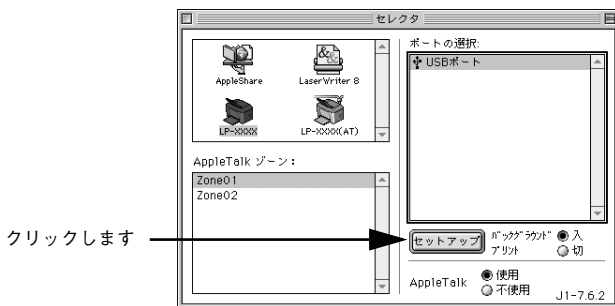 セレクタ
AppleShare
LaserWriter 8
LP-XXXX
LP-XXXX(AT)
AppleTalk ゾーン：
Zone01
Zone02
ポートの選択:
USBポート
クリックします
セットアップ
バックグラウンド
プリント
入
切
AppleTalk
使用
不使用
J1-7.6.2